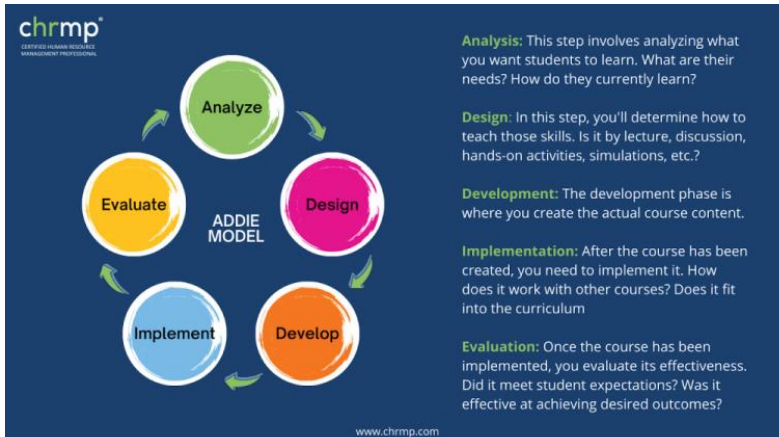 chrmp®
CERTIFIED HUMAN RESOURCE
MANAGEMENT PROFESSIONAL
Analyze
Evaluate
ADDIE
MODEL
Design
Implement
Develop
Analysis: This step involves analyzing what
you want students to learn. What are their
needs? How do they currently learn?
Design: In this step, you'll determine how to
teach those skills. Is it by lecture, discussion,
hands-on activities, simulations, etc.?
Development: The development phase is
where you create the actual course content.
Implementation: After the course has been
created, you need to implement it. How
does it work with other courses? Does it fit
into the curriculum
Evaluation: Once the course has been
implemented, you evaluate its effectiveness.
Did it meet student expectations? Was it
effective at achieving desired outcomes?
www.chrmp.com